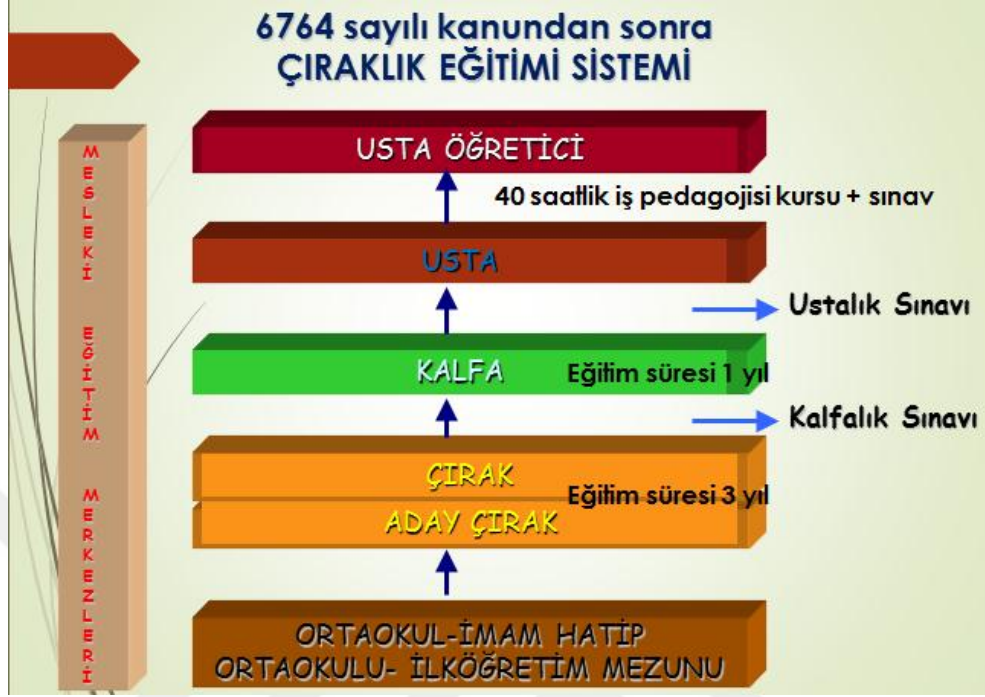 6764 sayılı kanundan sonra
ÇIRAKLIK EĞİTİMİ SİSTEMİ
MESLEKİ EĞİTİM MERKEZLERİ
USTA ÖĞRETİCİ
40 saatlik iş pedagojisi kursu + sınav
USTA
Ustalık Sınavı
KALFA
Eğitim süresi 1 yıl
Kalfalık Sınavı
ÇIRAK
Eğitim süresi 3 yıl
ADAY ÇIRAK
ORTAOKUL-İMAM HATİP
ORTAOKULU- İLKÖĞRETİM MEZUNU